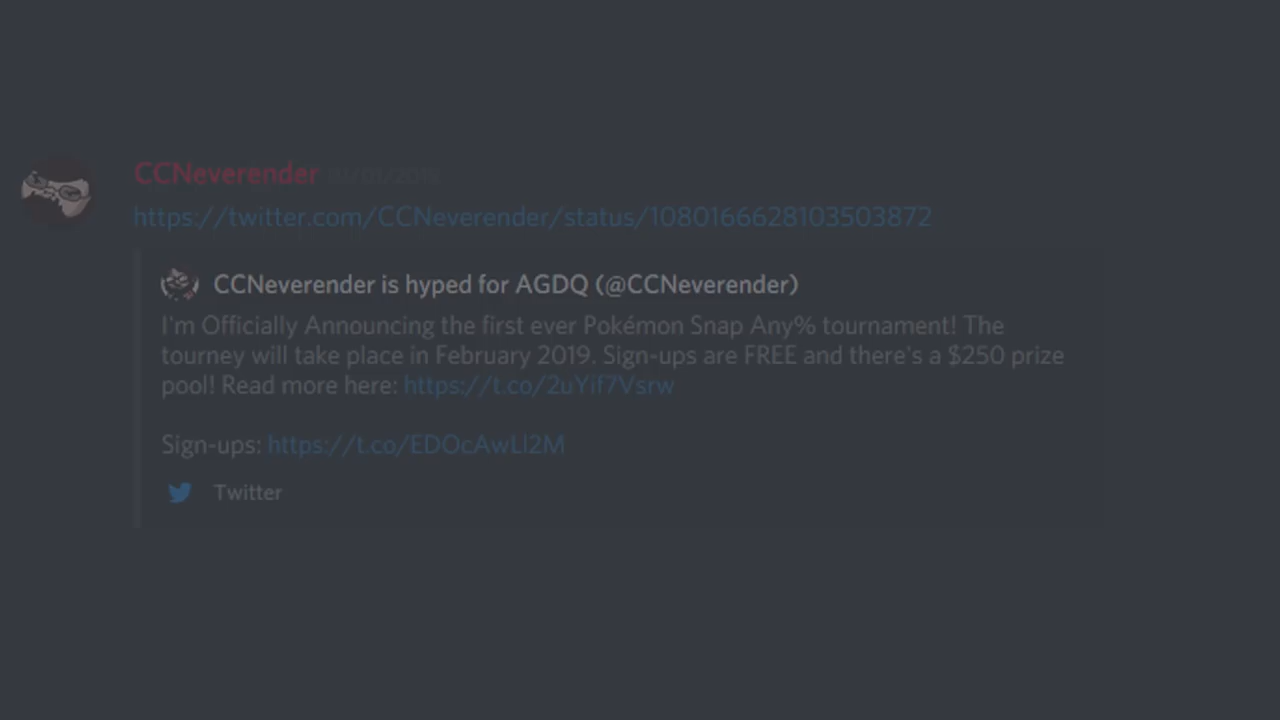 CCNeverender
https://twitter.com/CCNeverender/status/1080166628103503872
CCNeverender is hyped for AGDQ (@CCNeverender)
I'm Officially Announcing the first ever Pokémon Snap Any% tournament! The
tourney will take place in February 2019. Sign-ups are FREE and there's a $250 prize
pool! Read more here: https://t.co/2uYif7Vsrw
Sign-ups: https://t.co/EDOcAwLl2M
Twitter